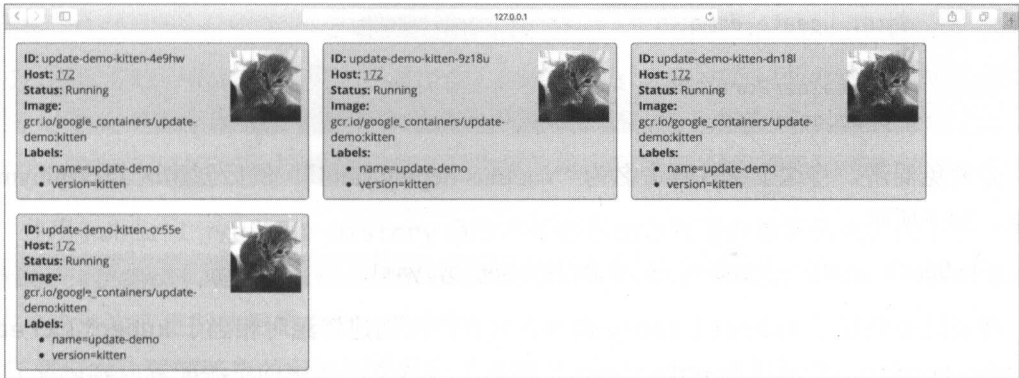 127.0.0.1
ID: update-demo-kitten-4e9hw
Host: 172
Status: Running
Image:
gcr.io/google_containers/update-
demo:kitten
Labels:
• name=update-demo
• version=kitten
ID: update-demo-kitten-9z18u
Host: 172
Status: Running
Image:
gcr.io/google_containers/update-
demo:kitten
Labels:
• name=update-demo
• version=kitten
ID: update-demo-kitten-dn18l
Host: 172
Status: Running
Image:
gcr.io/google_containers/update-
demo:kitten
Labels:
• name=update-demo
• version=kitten
ID: update-demo-kitten-oz55e
Host: 172
Status: Running
Image:
gcr.io/google_containers/update-
demo:kitten
Labels:
• name=update-demo
• version=kitten